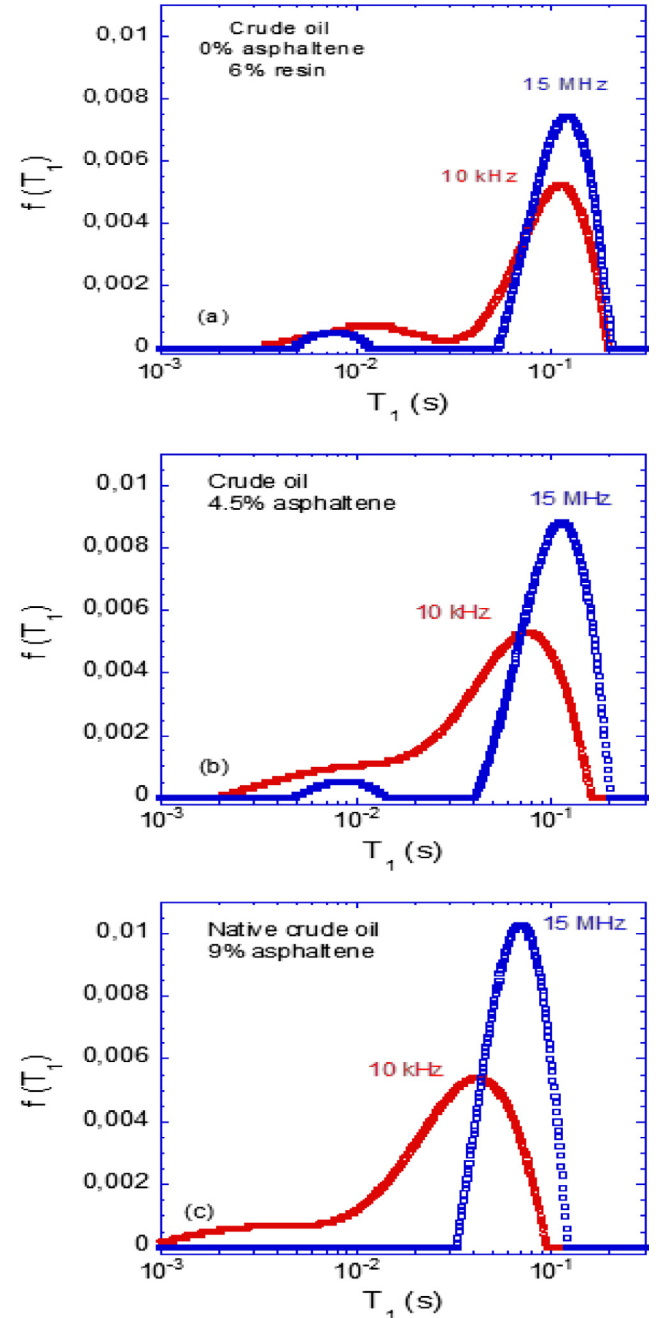 Crude oil
0% asphaltene
6% resin
15 MHz
10 kHz
0,01
0,008
0,006
0,004
0,002
0
f (T₁)
(a)
10⁻³
10⁻²
10⁻¹
T₁ (s)
Crude oil
4.5% asphaltene
15 MHz
10 kHz
0,01
0,008
0,006
0,004
0,002
0
f (T₁)
(b)
10⁻³
10⁻²
10⁻¹
T₁ (s)
Native crude oil
9% asphaltene
15 MHz
10 kHz
0,01
0,008
0,006
0,004
0,002
0
f (T₁)
(c)
10⁻³
10⁻²
10⁻¹
T₁ (s)